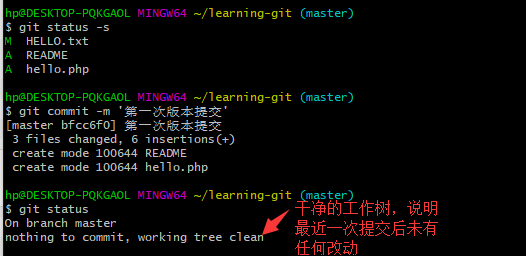 hp@DESKTOP-PQKGAOL MINGW64 ~/learning-git (master)
$ git status -s
M  HELLO.txt
A  README
A  hello.php
hp@DESKTOP-PQKGAOL MINGW64 ~/learning-git (master)
$ git commit -m '第一次版本提交'
[master bfcc6f0] 第一次版本提交
 3 files changed, 6 insertions(+)
 create mode 100644 README
 create mode 100644 hello.php
hp@DESKTOP-PQKGAOL MINGW64 ~/learning-git (master)
$ git status
On branch master
nothing to commit, working tree clean
干净的工作树，说明
最近一次提交后未有
任何改动